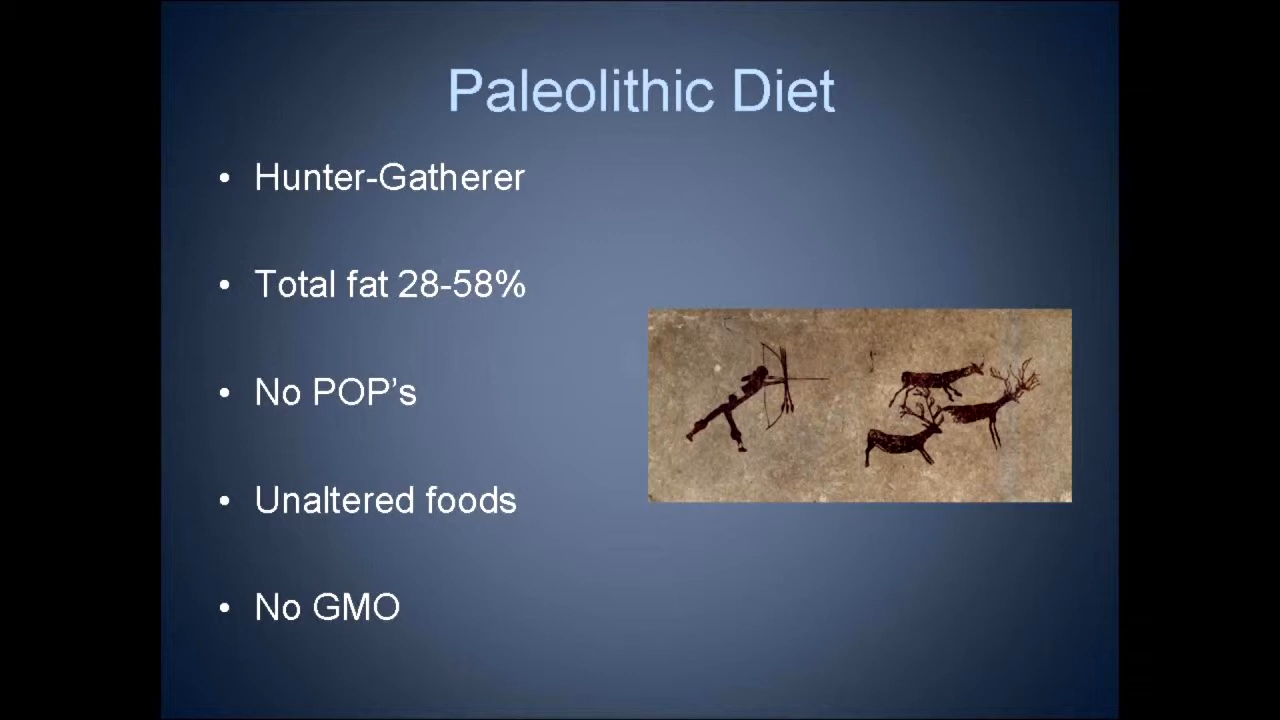 Paleolithic Diet
• Hunter-Gatherer
• Total fat 28-58%
• No POP's
• Unaltered foods
• No GMO